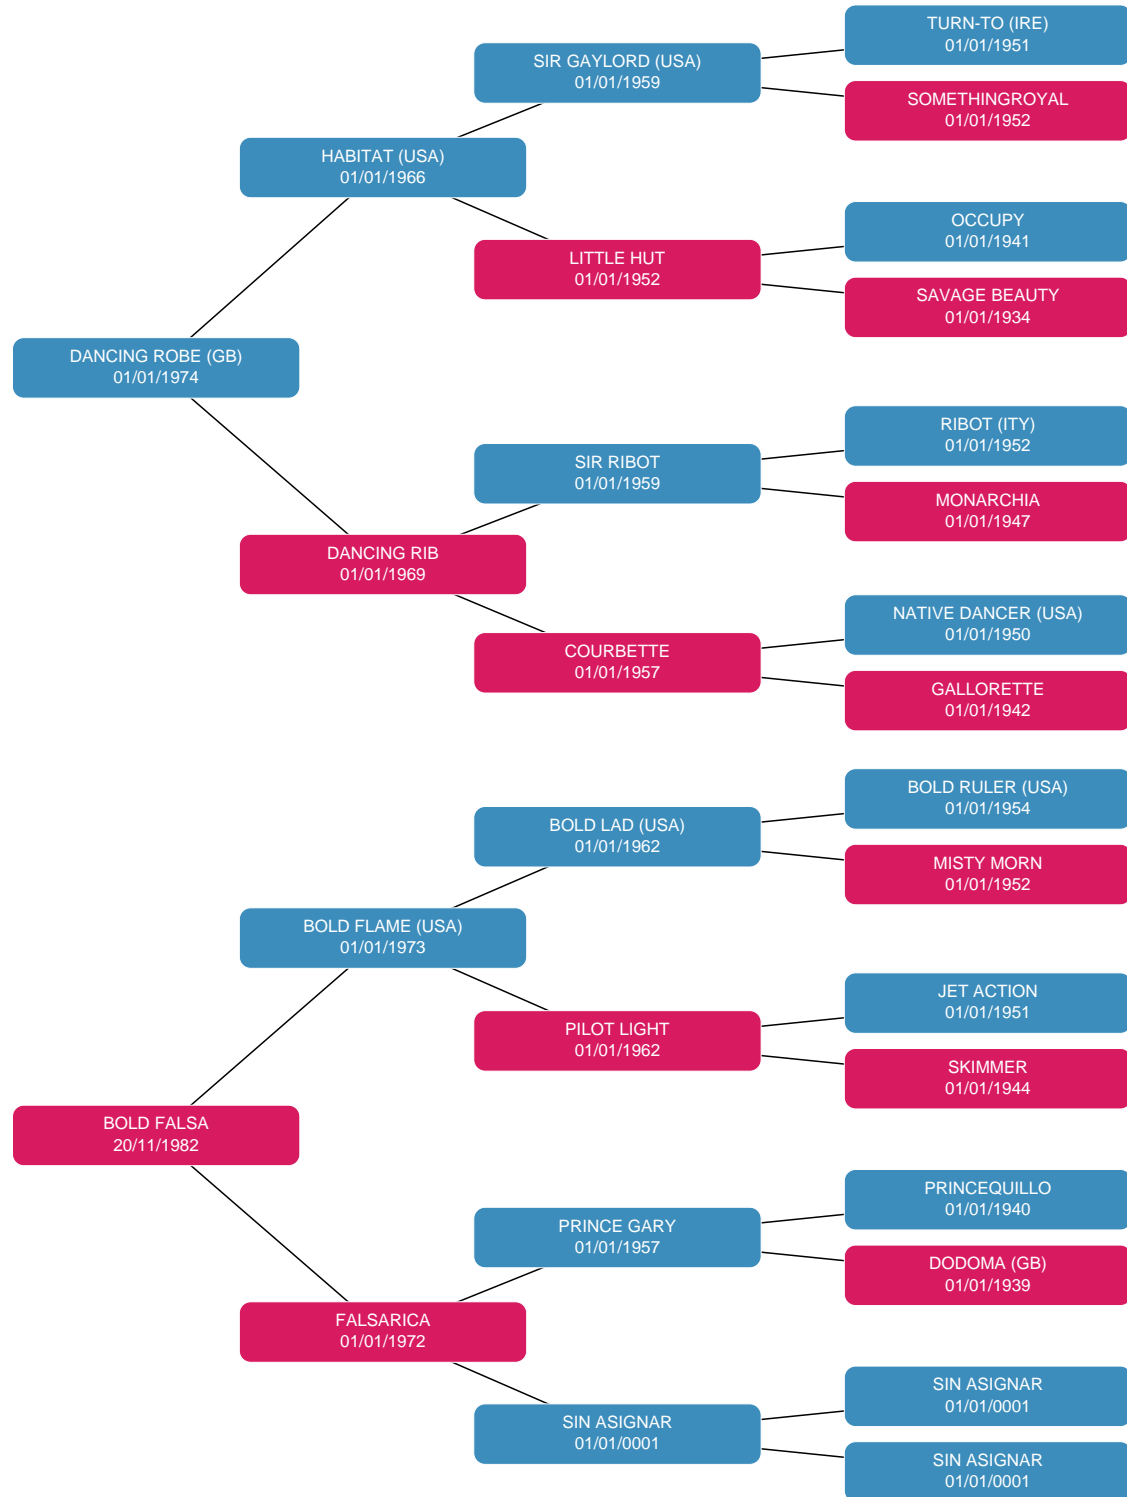 TURN-TO (IRE)
01/01/1951
SIR GAYLORD (USA)
01/01/1959
SOMETHINGROYAL
01/01/1952
HABITAT (USA)
01/01/1966
OCCUPY
01/01/1941
LITTLE HUT
01/01/1952
SAVAGE BEAUTY
01/01/1934
DANCING ROBE (GB)
01/01/1974
RIBOT (ITY)
01/01/1952
SIR RIBOT
01/01/1959
MONARCHIA
01/01/1947
DANCING RIB
01/01/1969
NATIVE DANCER (USA)
01/01/1950
COURBETTE
01/01/1957
GALLORETTE
01/01/1942
BOLD RULER (USA)
01/01/1954
BOLD LAD (USA)
01/01/1962
MISTY MORN
01/01/1952
BOLD FLAME (USA)
01/01/1973
JET ACTION
01/01/1951
PILOT LIGHT
01/01/1962
SKIMMER
01/01/1944
BOLD FALSA
20/11/1982
PRINCEQUILLO
01/01/1940
PRINCE GARY
01/01/1957
DODOMA (GB)
01/01/1939
FALSARICA
01/01/1972
SIN ASIGNAR
01/01/0001
SIN ASIGNAR
01/01/0001
SIN ASIGNAR
01/01/0001